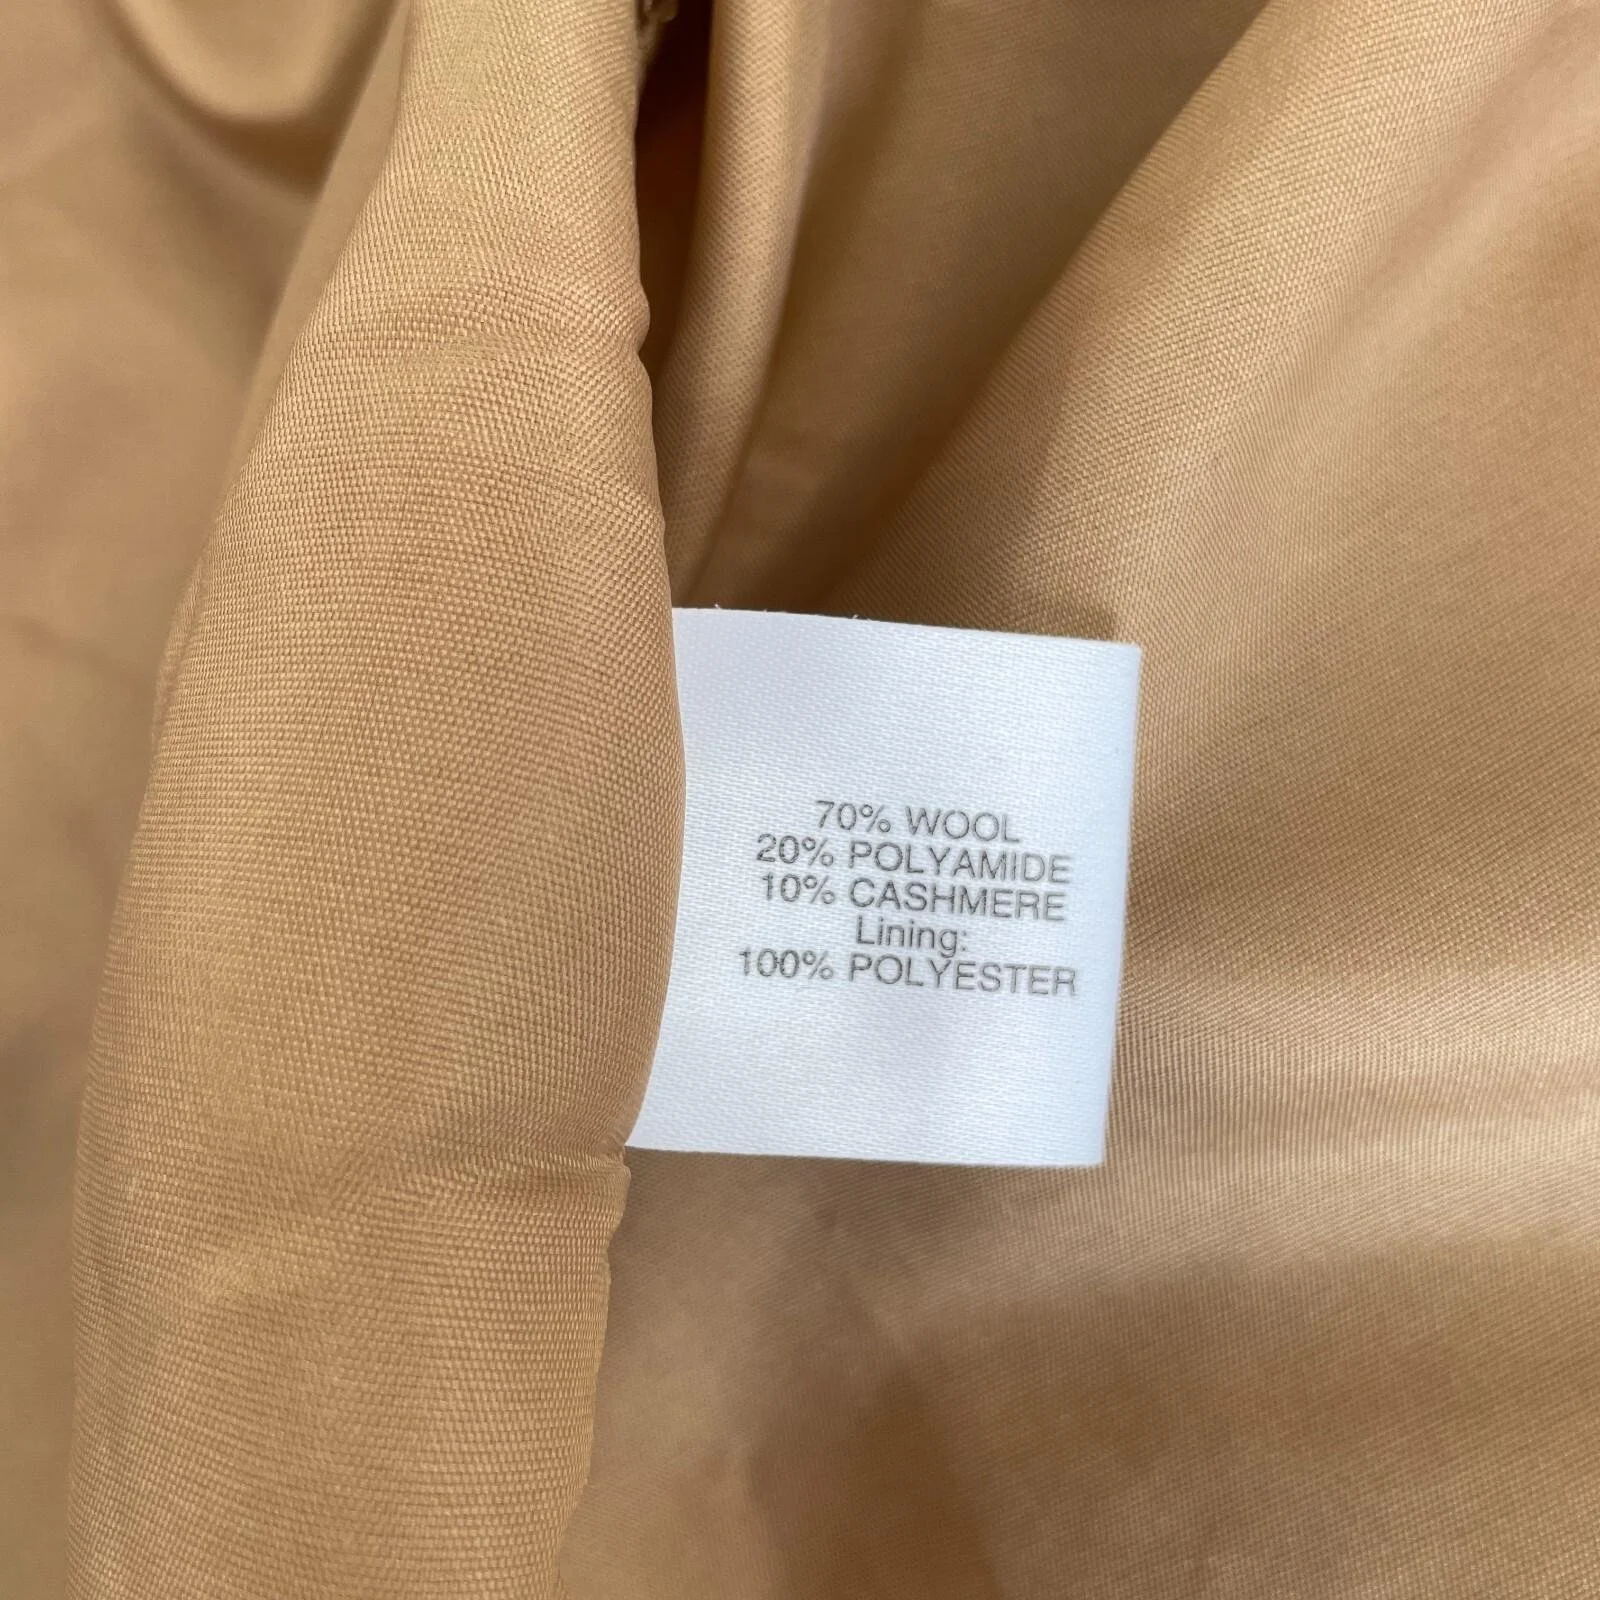 70% WOOL
20% POLYAMIDE
10% CASHMERE
Lining:
100% POLYESTER